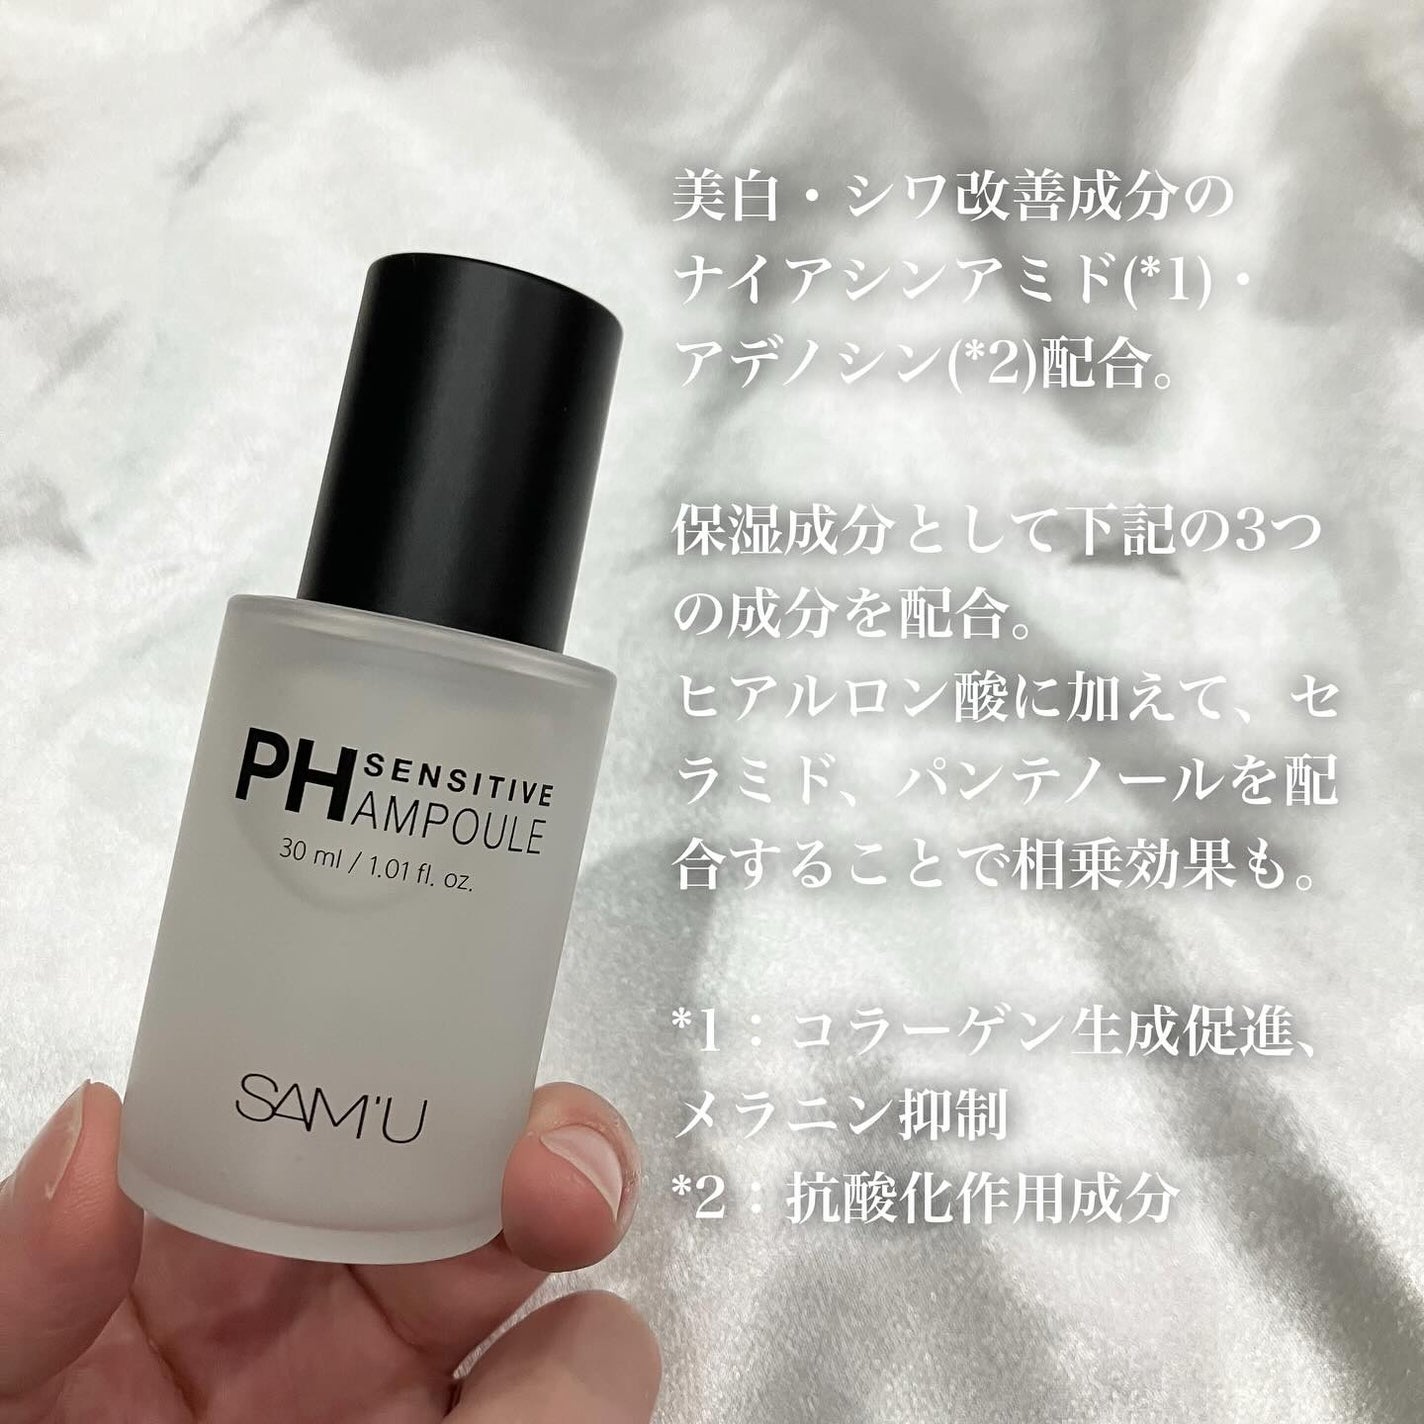 美白・シワ改善成分の
ナイアシンアミド(*1)・
アデノシン(*2)配合。
保湿成分として下記の3つ
の成分を配合。
ヒアルロン酸に加えて、セ
ラミド、パンテノールを配
合することで相乗効果も。
*1：コラーゲン生成促進、
メラニン抑制
*2：抗酸化作用成分
PH SENSITIVE
AMPOULE
30 ml / 1.01 fl. oz.
SAM'U